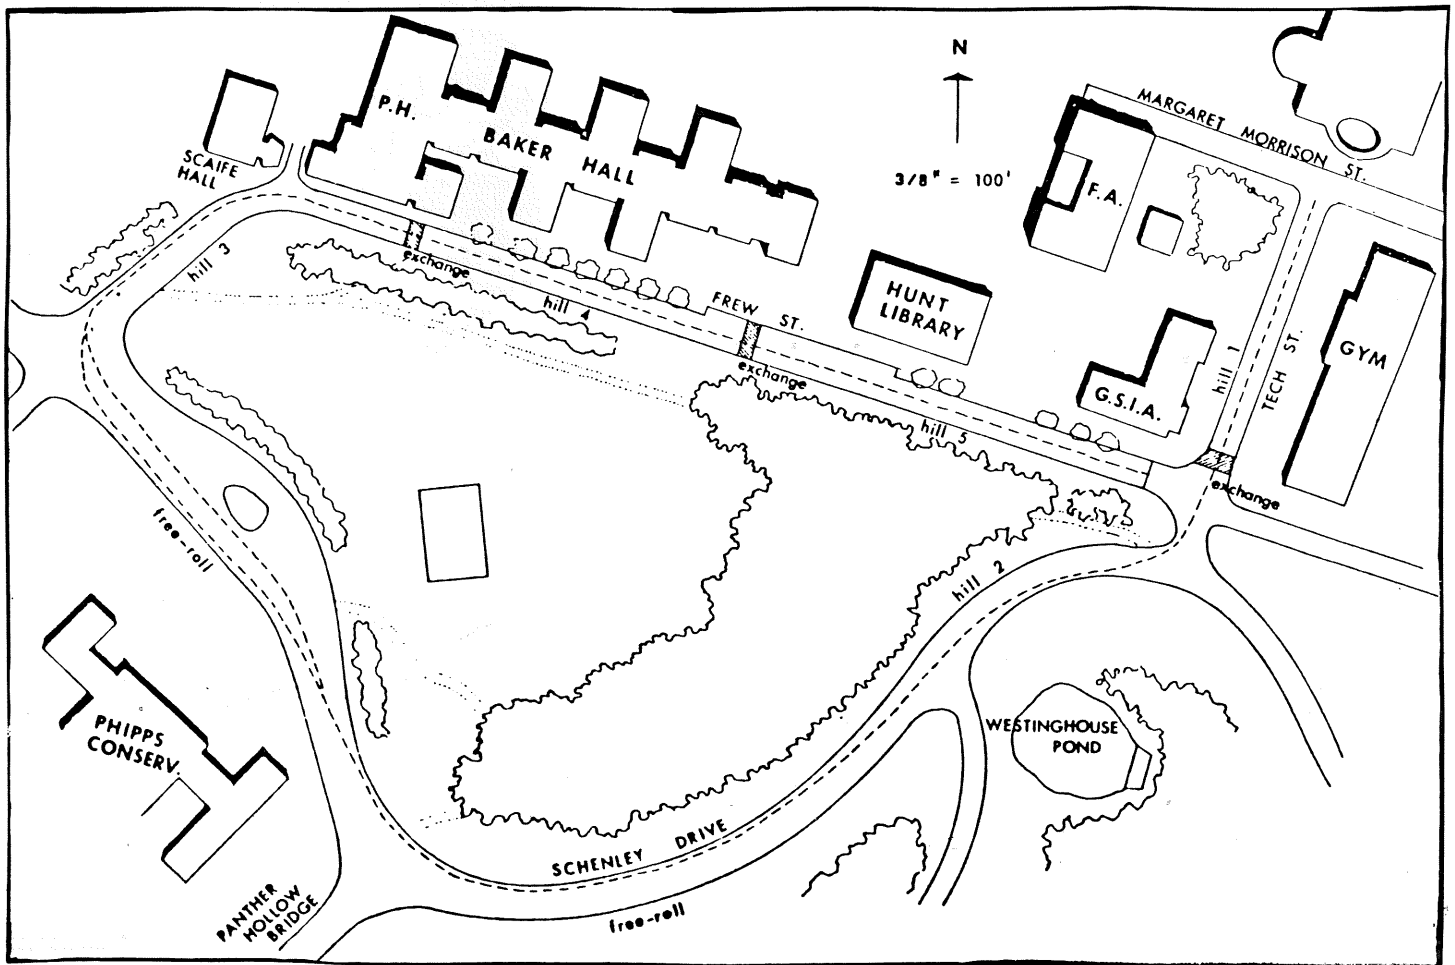 N
3/8" = 100'
MARGARET MORRISON ST.
P.H.
BAKER HALL
F.A.
SCAIFE
HALL
exchange
hill 3
hill 4
FREW ST.
HUNT
LIBRARY
exchange
hill 5
G.S.I.A.
hill 1
TECH ST.
GYM
exchange
free-roll
hill 2
PHIPPS
CONSERV.
WESTINGHOUSE
POND
SCHENLEY DRIVE
PANTHER
HOLLOW
BRIDGE
free-roll